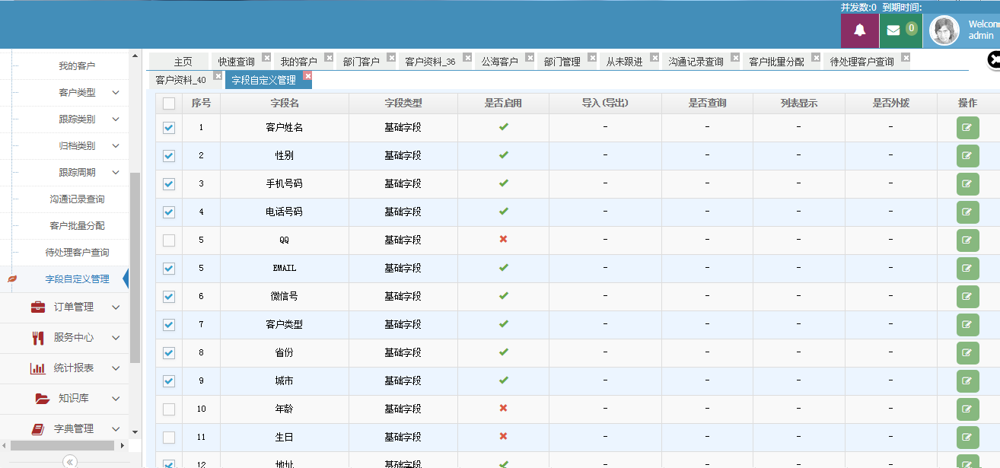 并发数:0 到期时间:
0
Welcom
admin
主页 快速查询 我的客户 部门客户 客户资料_36 公海客户 部门管理 从未跟进 沟通记录查询 客户批量分配 待处理客户查询
客户资料_40 字段自定义管理
我的客户
客户类型
跟踪类别
归档类别
跟踪周期
沟通记录查询
客户批量分配
待处理客户查询
字段自定义管理
订单管理
服务中心
统计报表
知识库
字典管理
序号 字段名 字段类型 是否启用 导入(导出) 是否查询 列表显示 是否外拨 操作
1 客户姓名 基础字段 - - - -
2 性别 基础字段 - - - -
3 手机号码 基础字段 - - - -
4 电话号码 基础字段 - - - -
5 QQ 基础字段 - - - -
5 EMAIL 基础字段 - - - -
6 微信号 基础字段 - - - -
7 客户类型 基础字段 - - - -
8 省份 基础字段 - - - -
9 城市 基础字段 - - - -
10 年龄 基础字段 - - - -
11 生日 基础字段 - - - -
12 地址 基础字段 - - - -